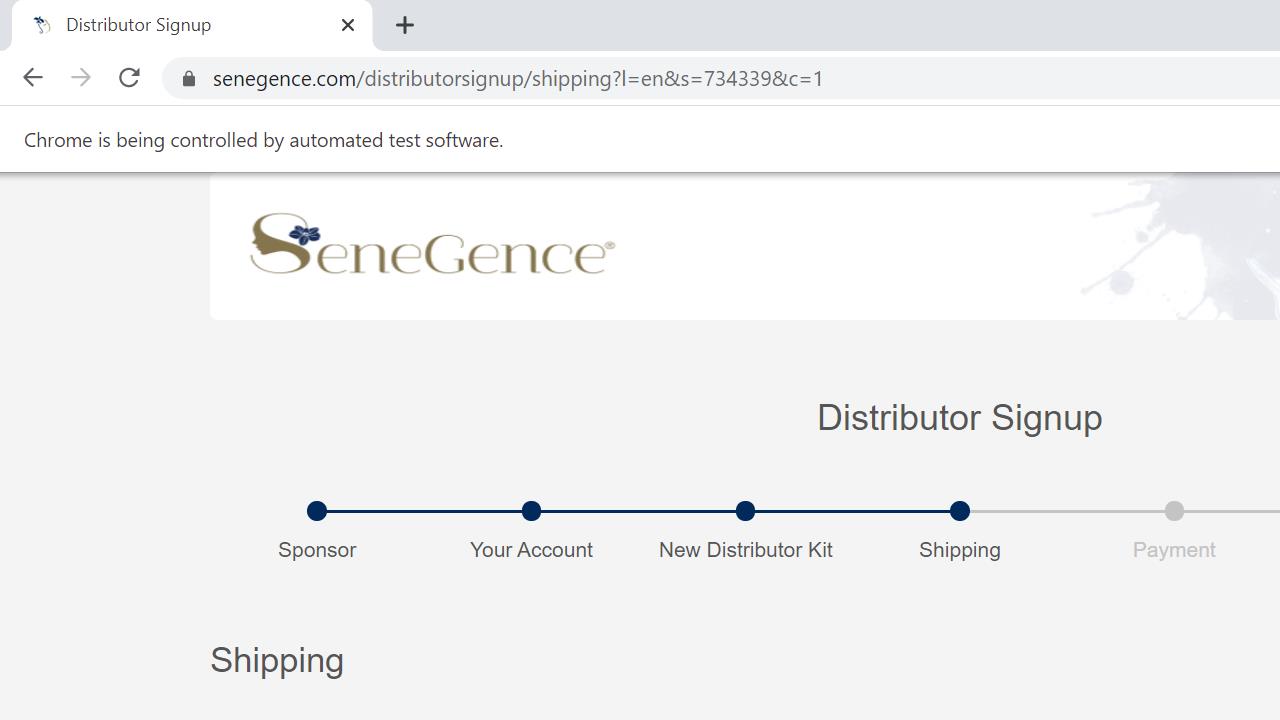 Distributor Signup
senegence.com/distributorsignup/shipping?l=en&s=734339&c=1
Chrome is being controlled by automated test software.
SeneGence®
Distributor Signup
Sponsor
Your Account
New Distributor Kit
Shipping
Payment
Shipping